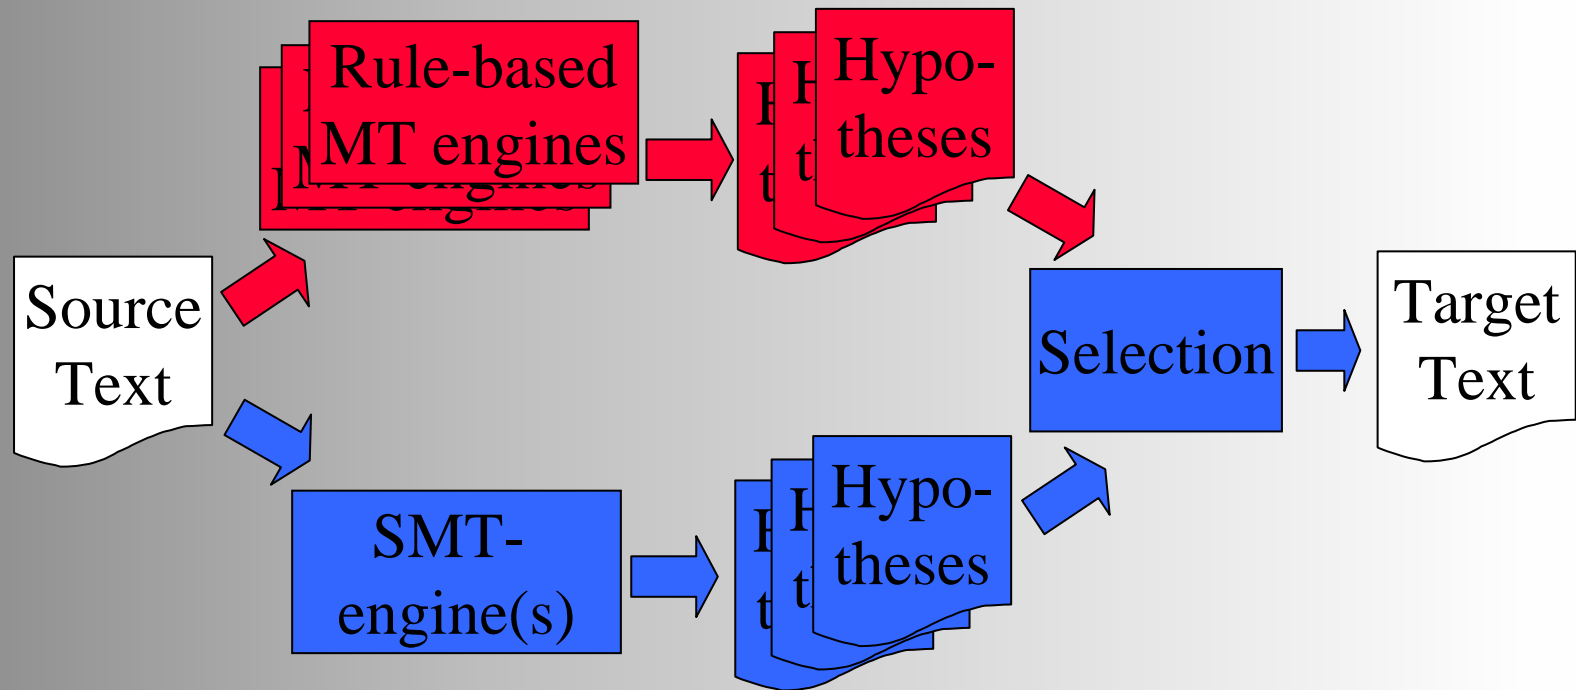 Rule-based
MT engines
Hypo-
theses
Source
Text
Selection
Target
Text
SMT-
engine(s)
Hypo-
theses